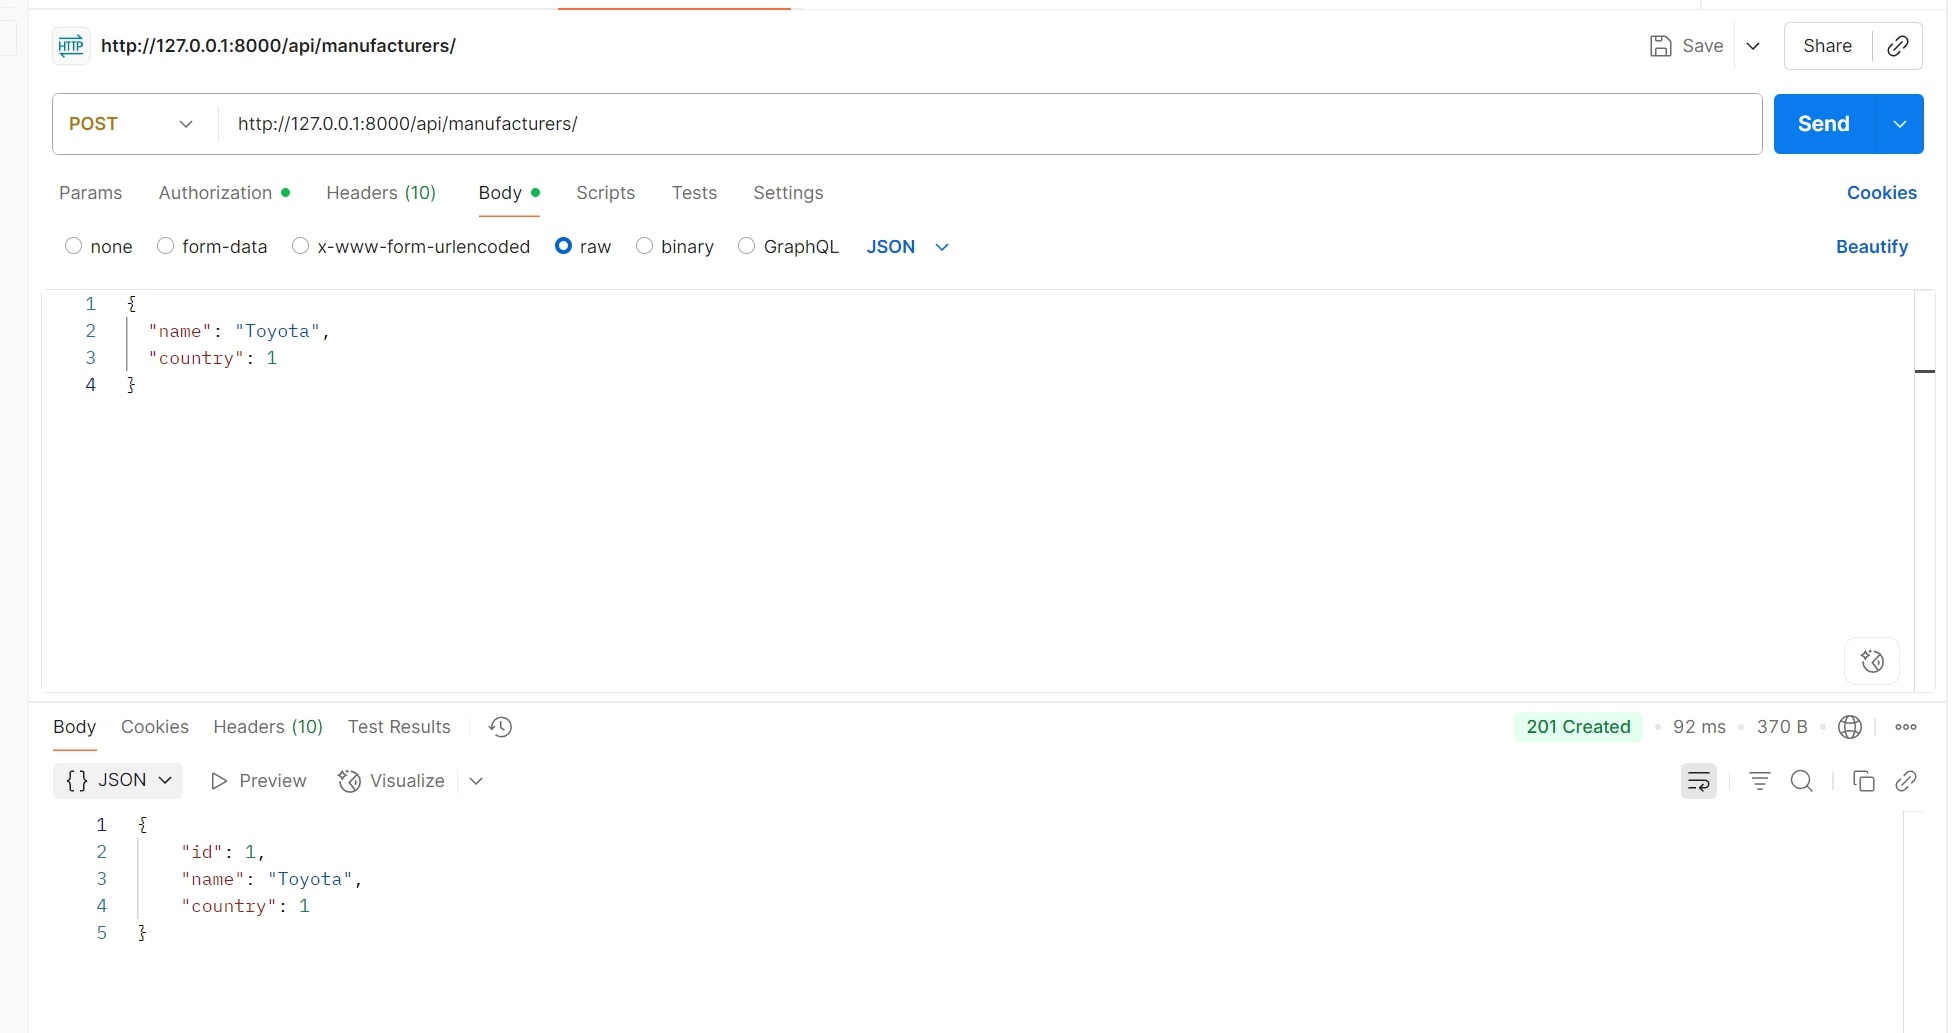 HTTP http://127.0.0.1:8000/api/manufacturers/ Save Share
POST http://127.0.0.1:8000/api/manufacturers/ Send
Params Authorization Headers (10) Body Scripts Tests Settings Cookies
none form-data x-www-form-urlencoded raw binary GraphQL JSON Beautify
1 {
2 "name": "Toyota",
3 "country": 1
4 }
Body Cookies Headers (10) Test Results 201 Created 92 ms 370 B
{} JSON Preview Visualize
1 {
2 "id": 1,
3 "name": "Toyota",
4 "country": 1
5 }